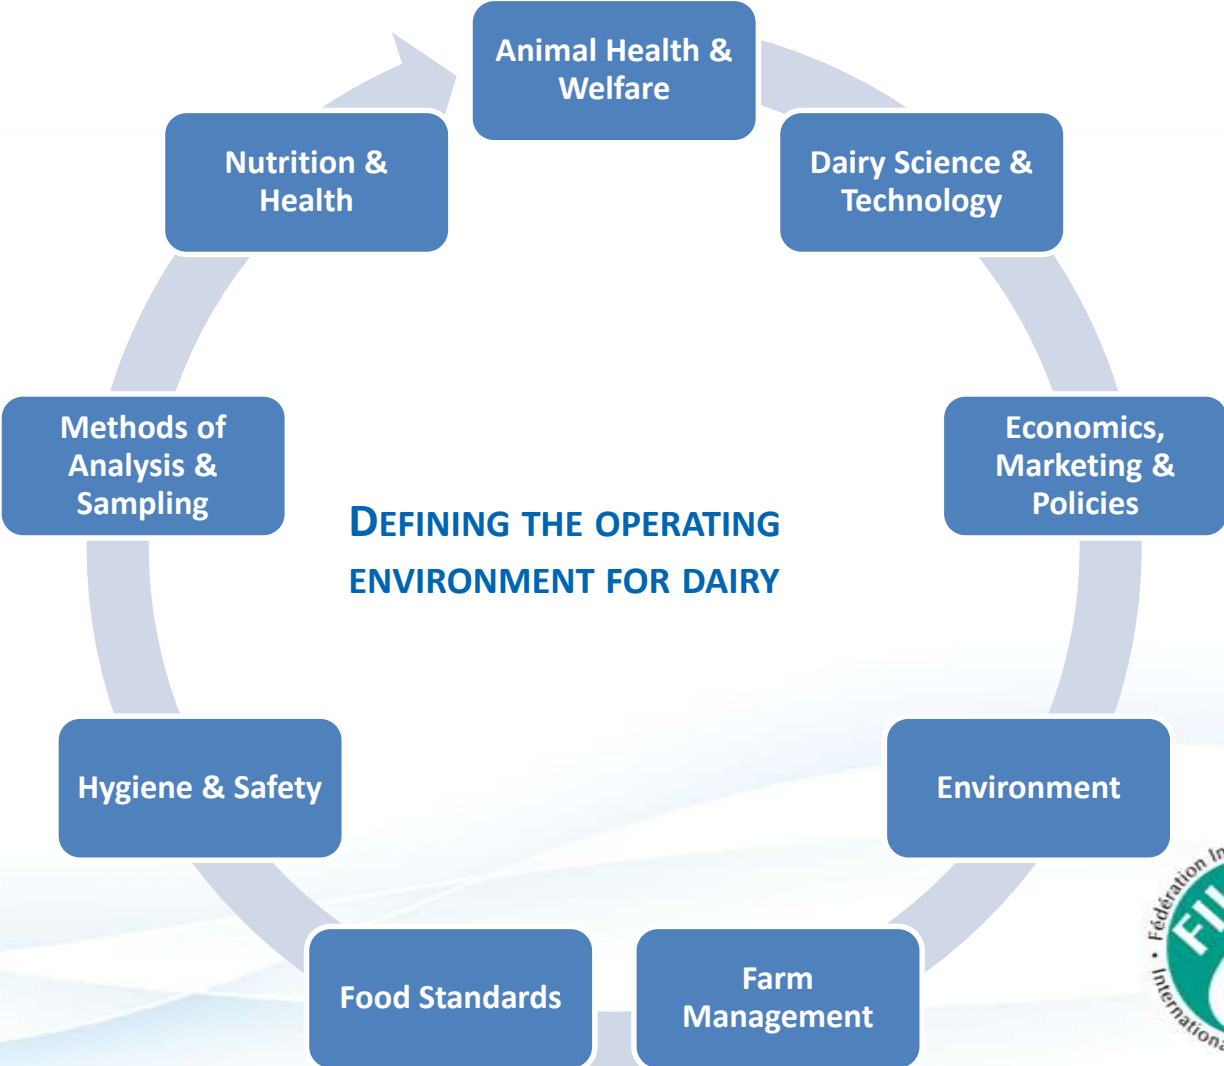 Animal Health &
Welfare
Nutrition &
Health
Dairy Science &
Technology
Methods of
Analysis &
Sampling
Economics,
Marketing &
Policies
DEFINING THE OPERATING
ENVIRONMENT FOR DAIRY
Hygiene & Safety
Environment
Food Standards
Farm
Management
Fédération